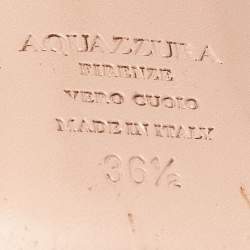 AQUAZZURA
FIRENZE
VERO CUOIO
MADE IN ITALY
36½